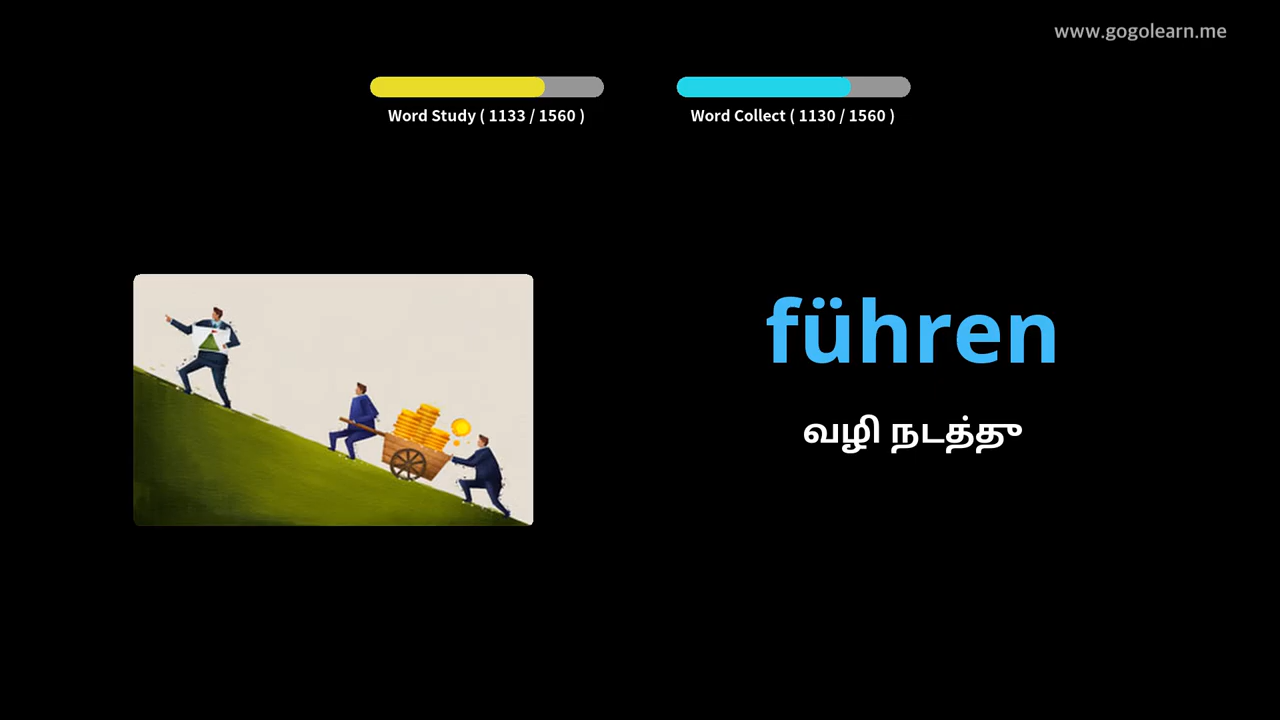 www.gogolearn.me
Word Study ( 1133 / 1560 )
Word Collect ( 1130 / 1560 )
führen
வழி நடத்து